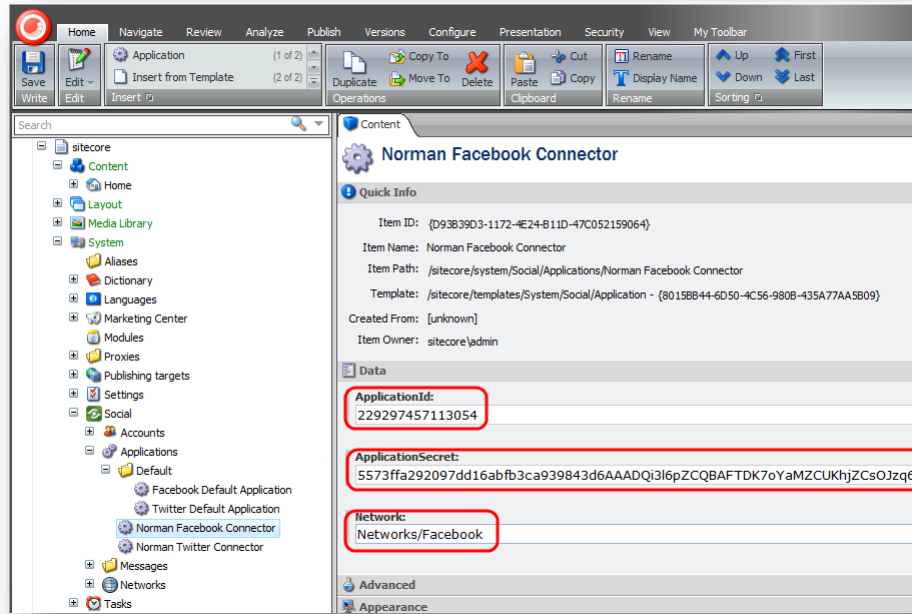 Home Navigate Review Analyze Publish Versions Configure Presentation Security View My Toolbar
Save
Write
Edit
Edit
Application (1 of 2)
Insert from Template (2 of 2)
Insert
Duplicate
Copy To
Move To
Delete
Operations
Paste
Cut
Copy
Clipboard
Rename
Display Name
Rename
Up First
Down Last
Sorting
Search
sitecore
Content
Home
Layout
Media Library
System
Aliases
Dictionary
Languages
Marketing Center
Modules
Proxies
Publishing targets
Settings
Social
Accounts
Applications
Default
Facebook Default Application
Twitter Default Application
Norman Facebook Connector
Norman Twitter Connector
Messages
Networks
Tasks
Content
Norman Facebook Connector
Quick Info
Item ID: {D93B39D3-1172-4E24-B11D-47C052159064}
Item Name: Norman Facebook Connector
Item Path: /sitecore/system/Social/Applications/Norman Facebook Connector
Template: /sitecore/templates/System/Social/Application - {8015BB44-6D50-4C56-980B-435A77AA5B09}
Created From: [unknown]
Item Owner: sitecore\admin
Data
ApplicationId:
229297457113054
ApplicationSecret:
5573ffa292097dd16abfb3ca939843d6AAADQi3l6pZCQBAFTDK7oYaMZCUKhjZCsOJzq6
Network:
Networks/Facebook
Advanced
Appearance